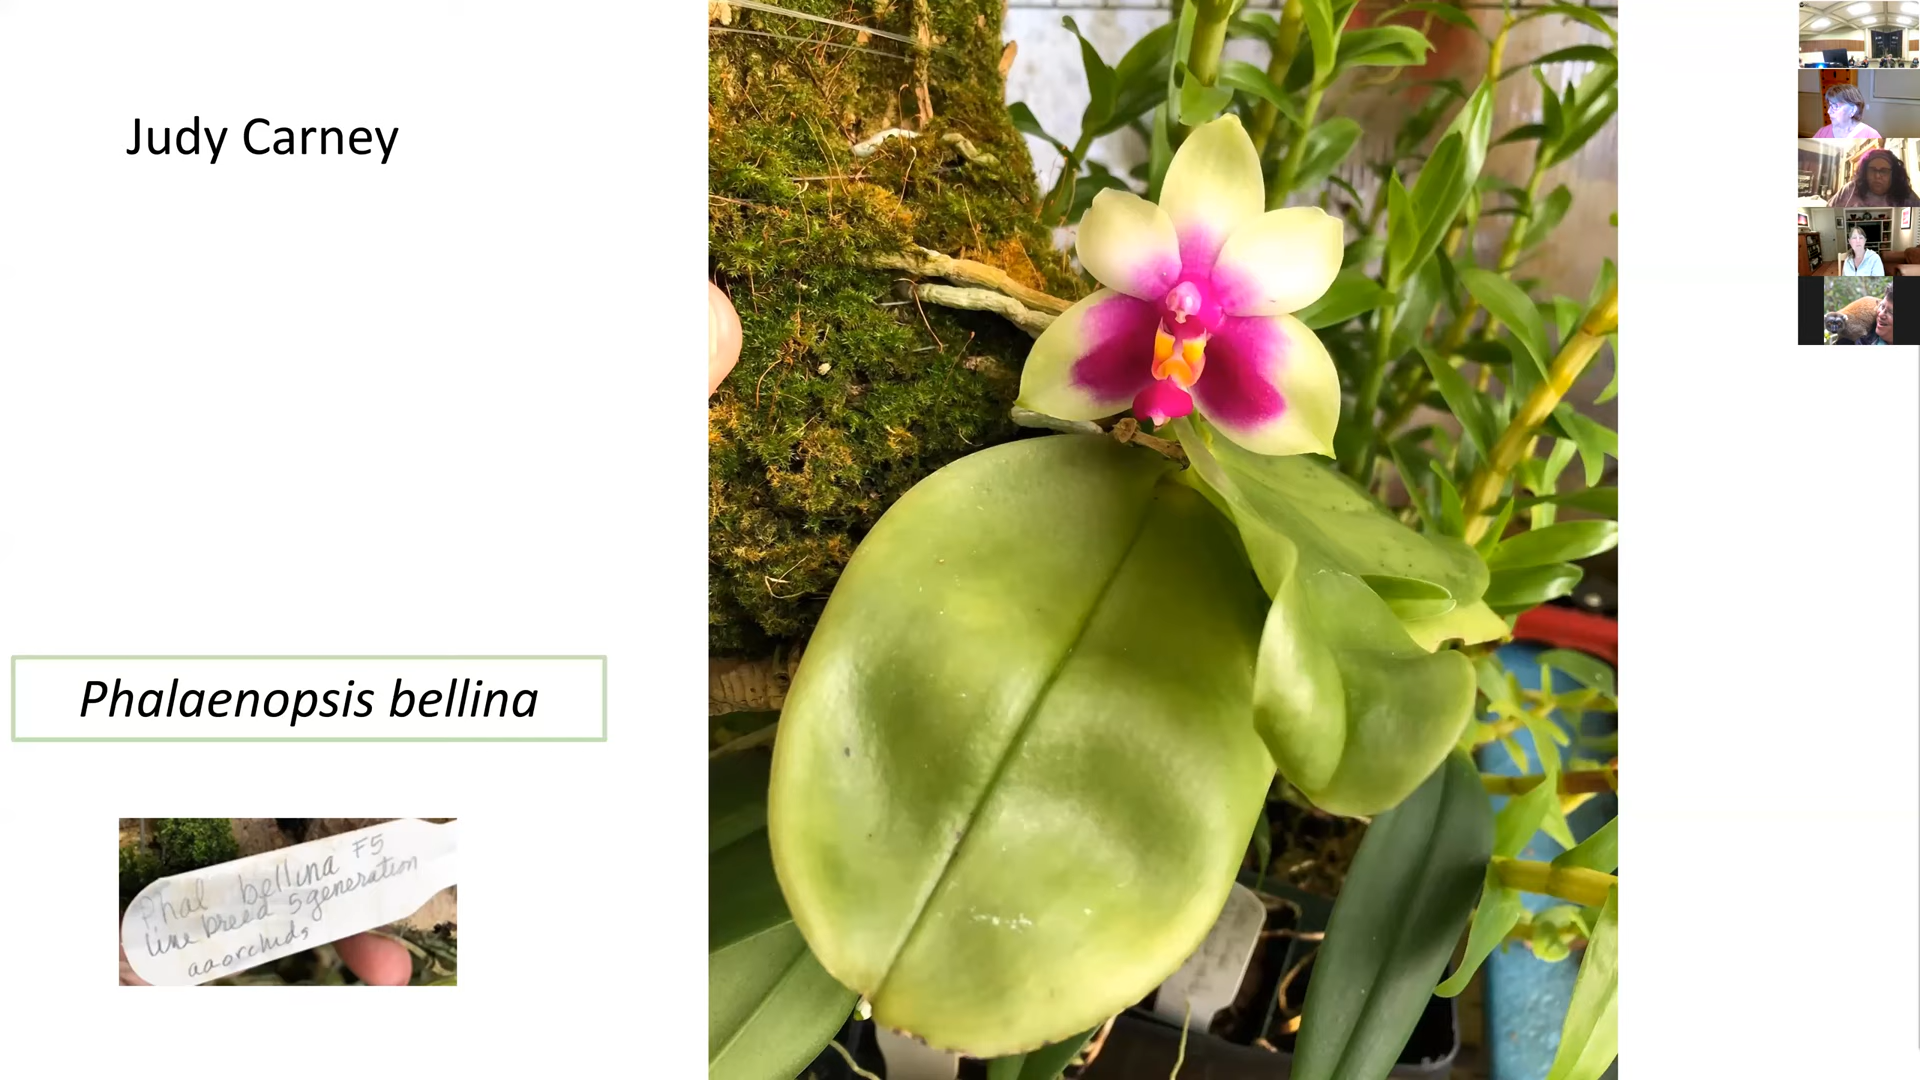 Judy Carney
Phalaenopsis bellina
Phal bellina F5
line breed 5 generation
aaorchids